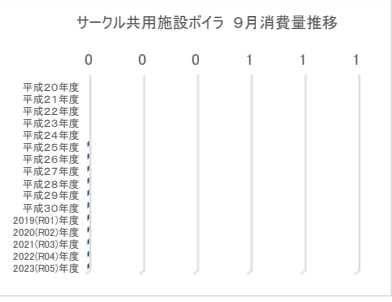 サークル共用施設ボイラ 9月消費量推移
0 0 0 1 1 1
平成20年度
平成21年度
平成22年度
平成23年度
平成24年度
平成25年度
平成26年度
平成27年度
平成28年度
平成29年度
平成30年度
2019(R01)年度
2020(R02)年度
2021(R03)年度
2022(R04)年度
2023(R05)年度